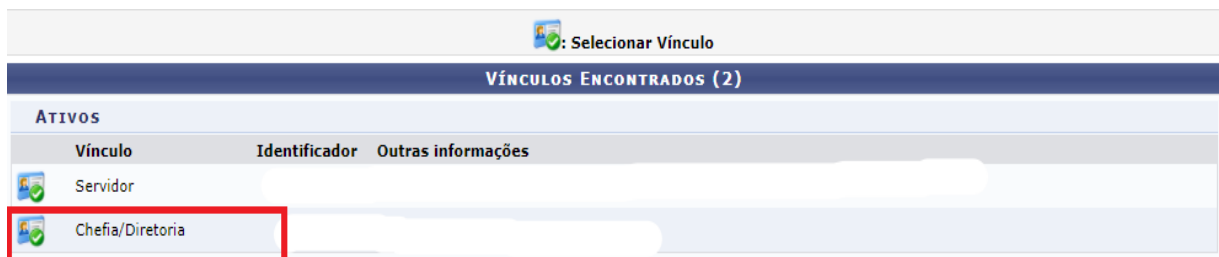 : Selecionar Vínculo
VÍNCULOS ENCONTRADOS (2)
ATIVOS
Vínculo Identificador Outras informações
Servidor
Chefia/Diretoria